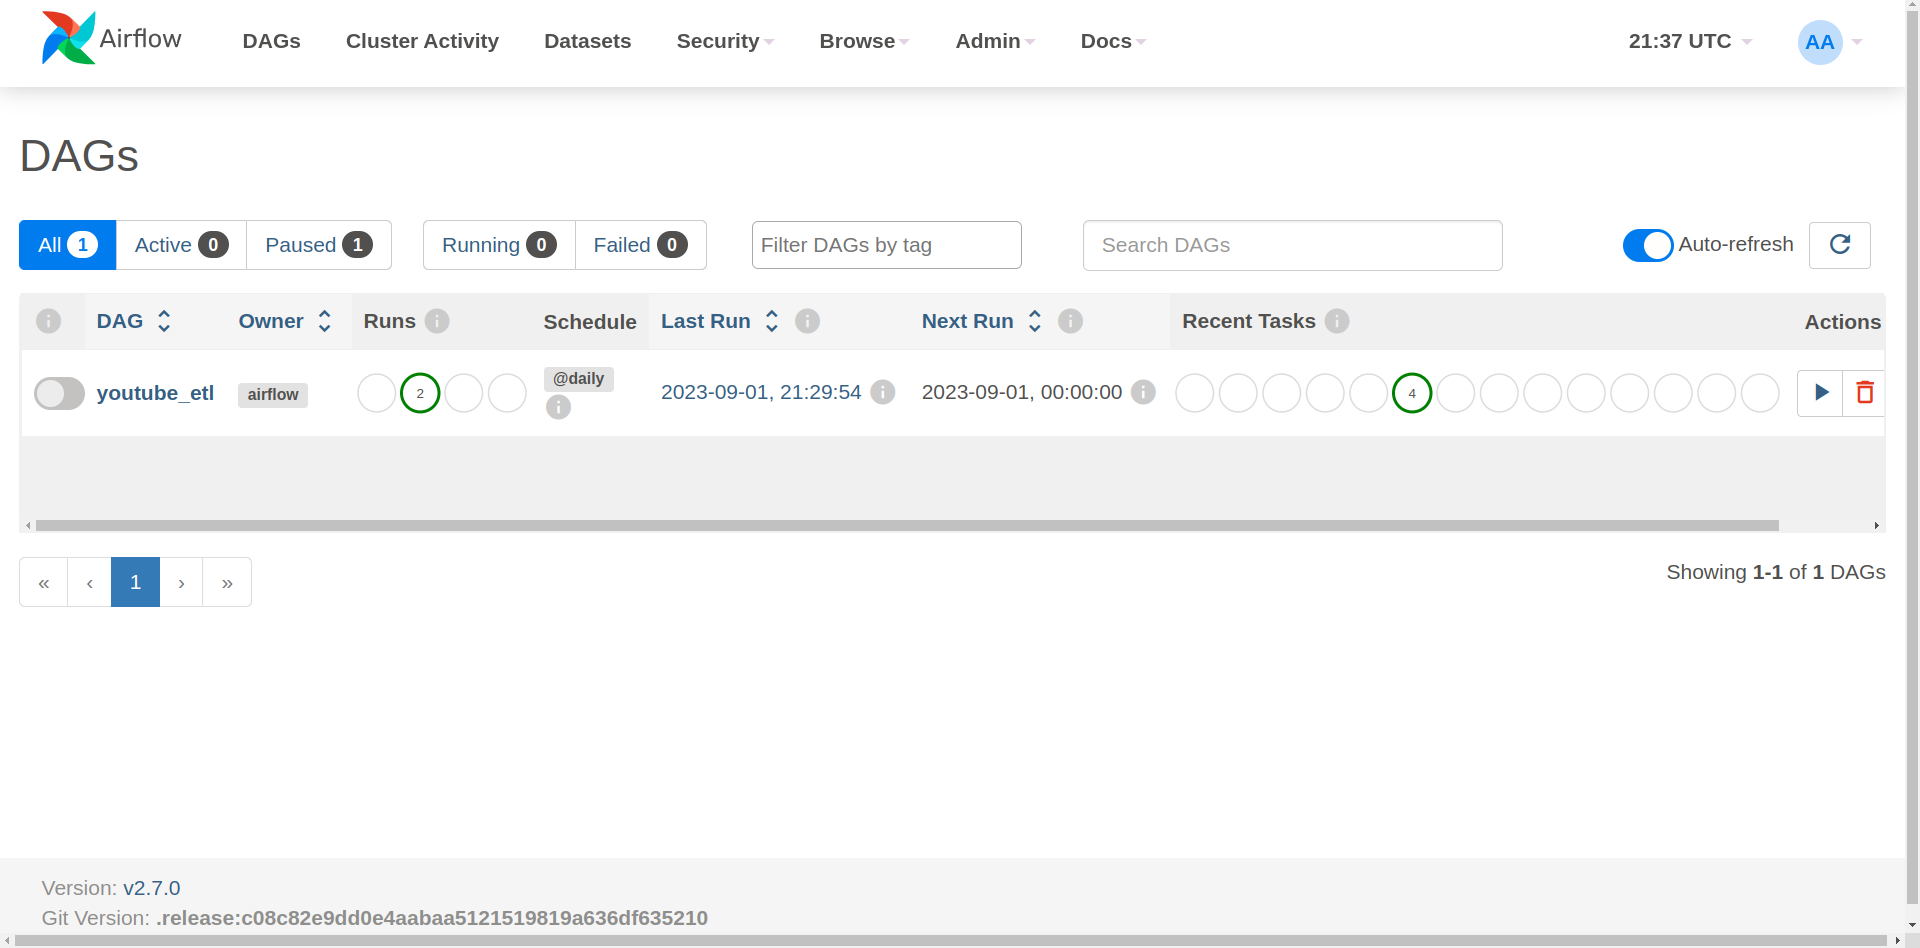 Airflow DAGs Cluster Activity Datasets Security Browse Admin Docs 21:37 UTC AA
DAGs
All 1 Active 0 Paused 1 Running 0 Failed 0 Filter DAGs by tag Search DAGs Auto-refresh
i DAG Owner Runs i Schedule Last Run i Next Run i Recent Tasks i Actions
youtube_etl airflow 2 @daily i 2023-09-01, 21:29:54 i 2023-09-01, 00:00:00 i 4
« ‹ 1 › »
Showing 1-1 of 1 DAGs
Version: v2.7.0
Git Version: .release:c08c82e9dd0e4aabaa5121519819a636df635210